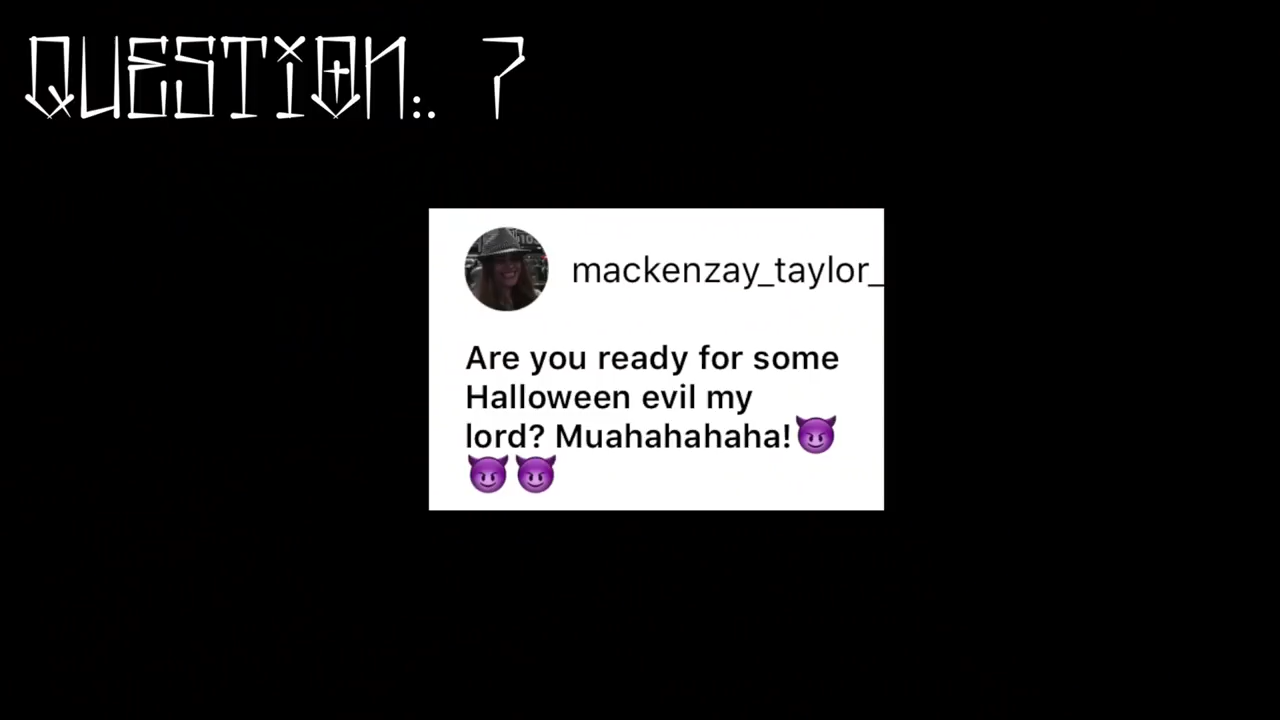 QUESTION:. 7
mackenzay_taylor_
Are you ready for some
Halloween evil my
lord? Muahahahaha!😈
😈😈